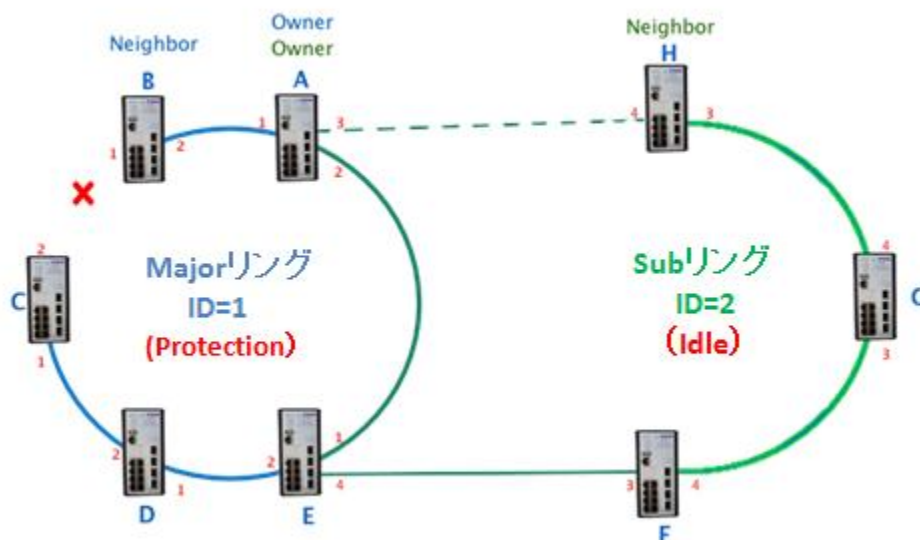 Owner
Neighbor Owner Neighbor
B A H
1 3 4 3
1 2 2
2 4
Majorリング Subリング
C ID=1 ID=2
(Protection) (Idle)
1 3
2 2 1
1 4 3 4
D E F